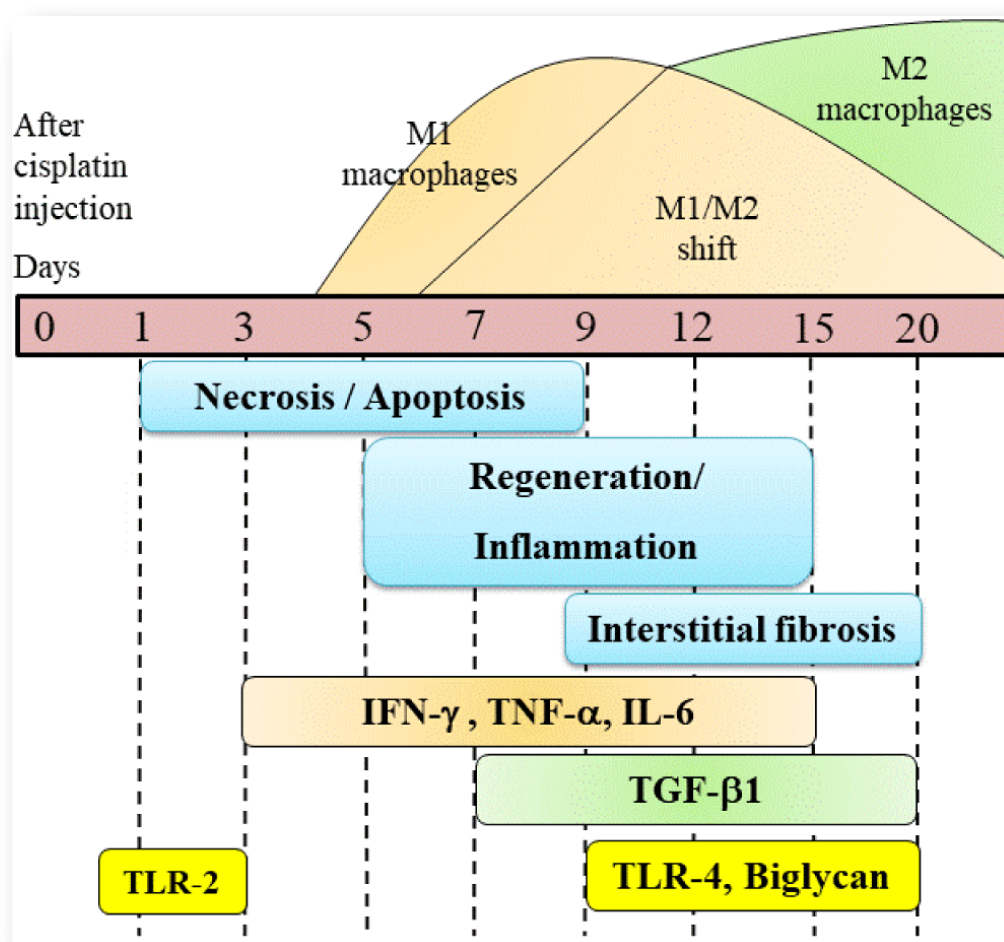 M2
macrophages
After
cisplatin
injection
M1
macrophages
M1/M2
shift
Days
0 1 3 5 7 9 12 15 20
Necrosis / Apoptosis
Regeneration/
Inflammation
Interstitial fibrosis
IFN-γ , TNF-α, IL-6
TGF-β1
TLR-2
TLR-4, Biglycan